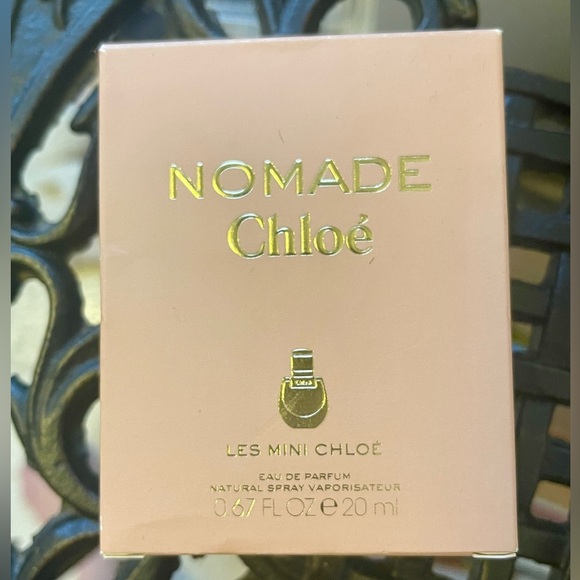 NOMADE
Chloé
LES MINI CHLOÉ
EAU DE PARFUM
NATURAL SPRAY VAPORISATEUR
0.67 FL OZ e 20 ml